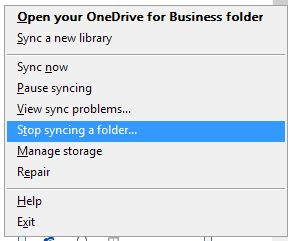 Open your OneDrive for Business folder
Sync a new library
Sync now
Pause syncing
View sync problems...
Stop syncing a folder...
Manage storage
Repair
Help
Exit